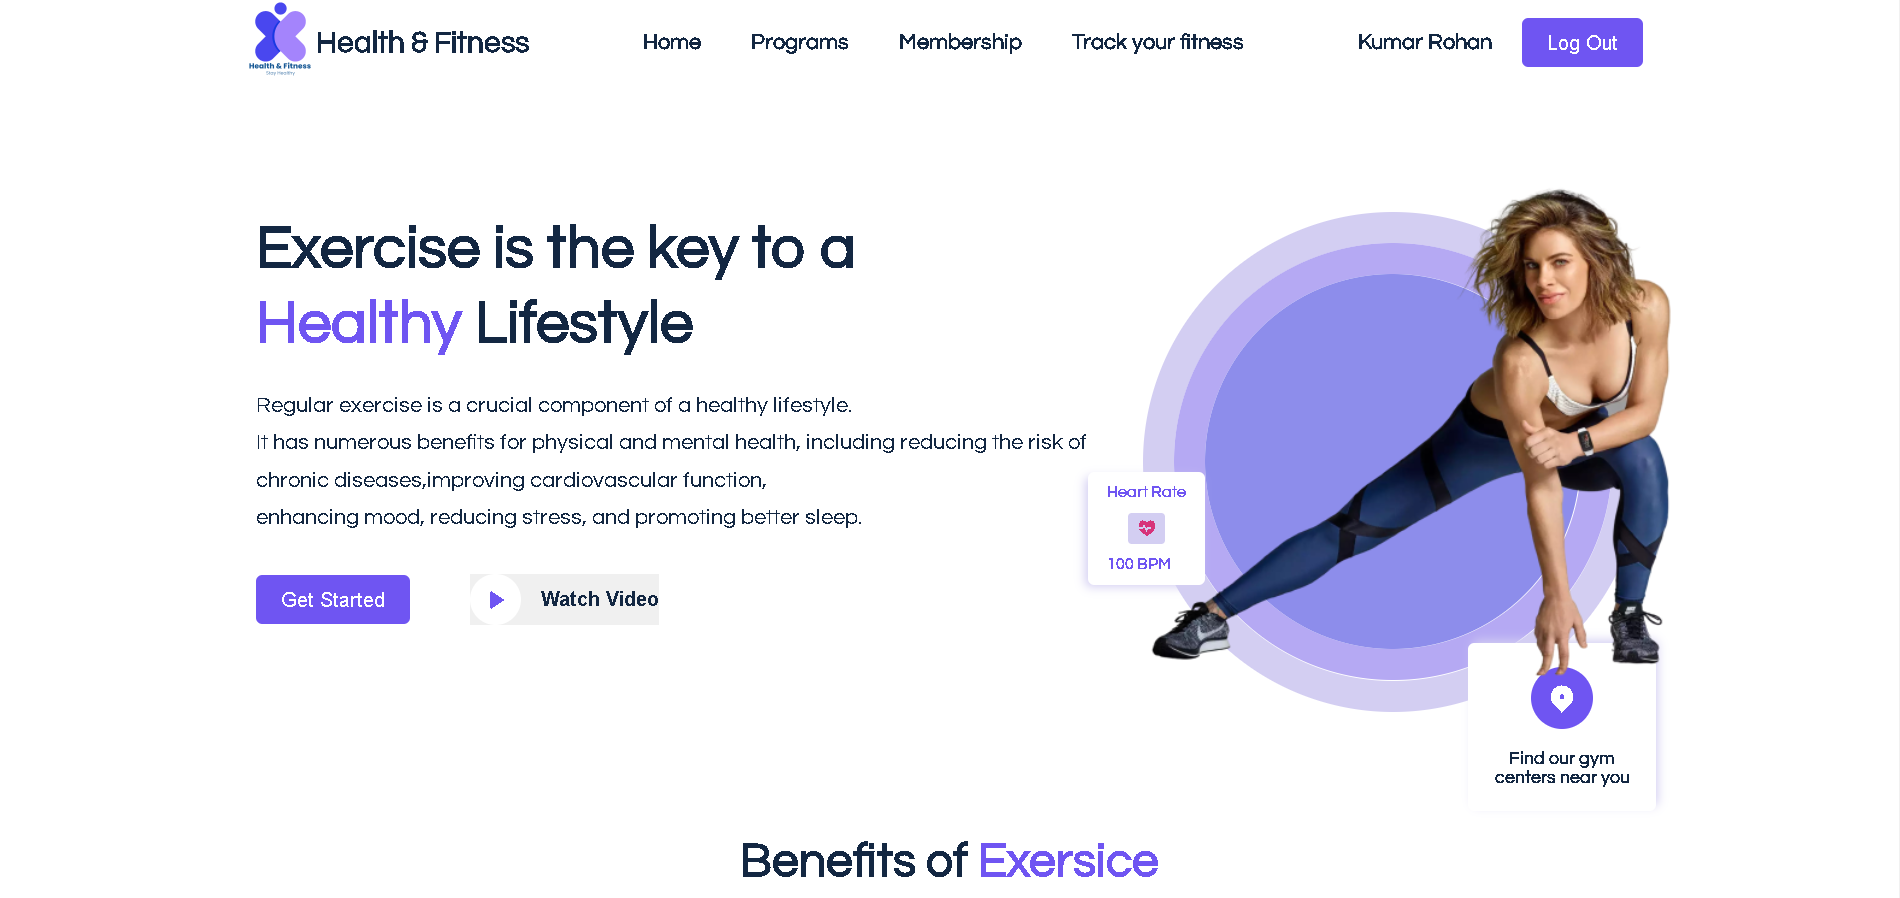 Health & Fitness
Stay Healthy
Health & Fitness
Home
Programs
Membership
Track your fitness
Kumar Rohan
Log Out
Exercise is the key to a
Healthy Lifestyle
Regular exercise is a crucial component of a healthy lifestyle.
It has numerous benefits for physical and mental health, including reducing the risk of
chronic diseases,improving cardiovascular function,
enhancing mood, reducing stress, and promoting better sleep.
Get Started
Watch Video
Heart Rate
100 BPM
Find our gym
centers near you
Benefits of Exersice